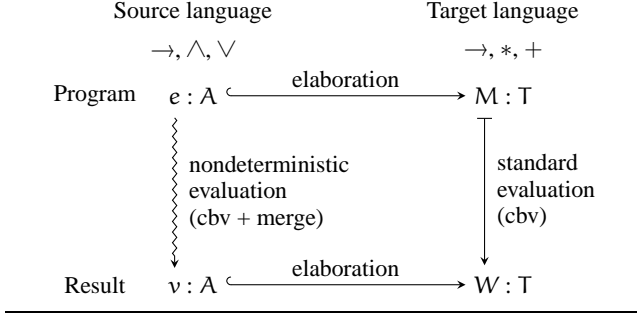 Source language Target language
→, ∧, ∨ →, ∗, +
elaboration
Program e : A M : T
nondeterministic standard
evaluation evaluation
(cbv + merge) (cbv)
elaboration
Result v : A W : T